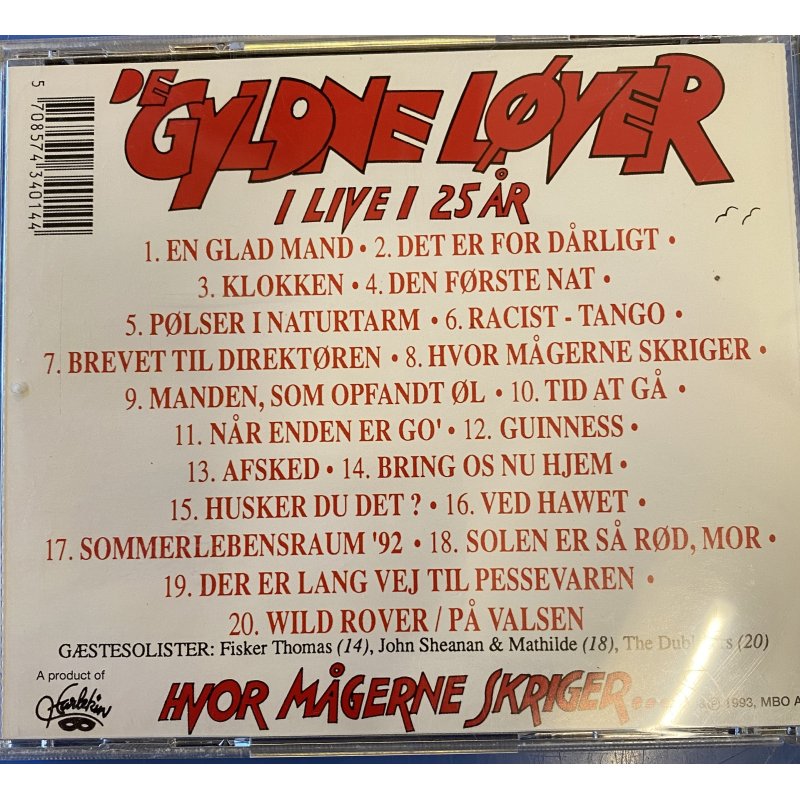 DE GYLDNE LØVER
I LIVE I 25 ÅR
5 708574 340144
1. EN GLAD MAND • 2. DET ER FOR DÅRLIGT •
3. KLOKKEN • 4. DEN FØRSTE NAT •
5. PØLSER I NATURTARM • 6. RACIST - TANGO •
7. BREVET TIL DIREKTØREN • 8. HVOR MÅGERNE SKRIGER •
9. MANDEN, SOM OPFANDT ØL • 10. TID AT GÅ •
11. NÅR ENDEN ER GO' • 12. GUINNESS •
13. AFSKED • 14. BRING OS NU HJEM •
15. HUSKER DU DET ? • 16. VED HAWET •
17. SOMMERLEBENSRAUM '92 • 18. SOLEN ER SÅ RØD, MOR •
19. DER ER LANG VEJ TIL PESSEVAREN •
20. WILD ROVER / PÅ VALSEN
GÆSTESOLISTER: Fisker Thomas (14), John Sheanan & Mathilde (18), The (20)
A product of
Harlekin
HVOR MÅGERNE SKRIGER....
℗ 1993, MBO